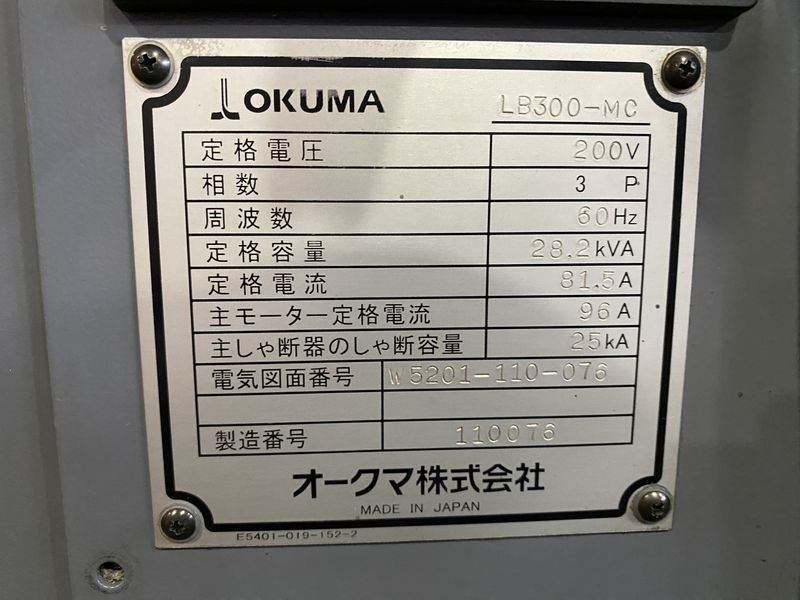 OKUMA LB300-MC
定格電圧 200V
相数 3 P
周波数 60Hz
定格容量 28.2kVA
定格電流 81.5A
主モーター定格電流 96A
主しゃ断器のしゃ断容量 25kA
電気図面番号 W5201-110-076
製造番号 110076
オークマ株式会社
MADE IN JAPAN
E5401-019-152-2